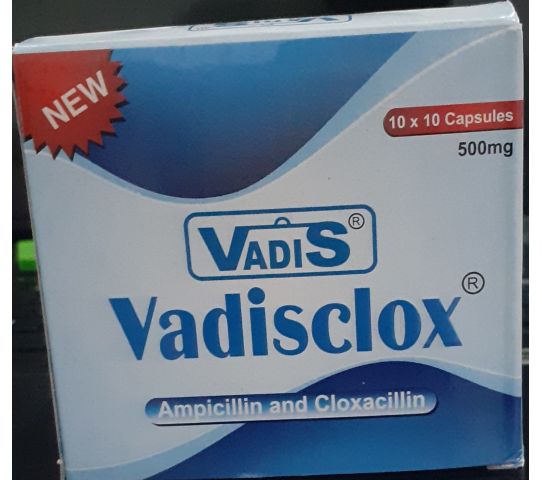 NEW
10 x 10 Capsules
500mg
VADIS®
Vadisclox®
Ampicillin and Cloxacillin